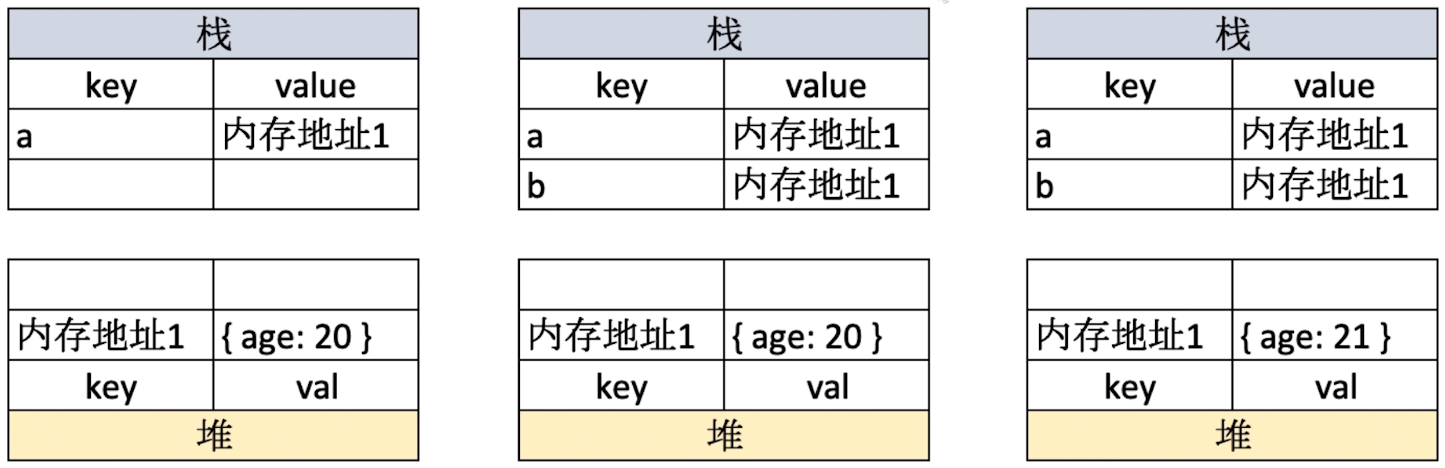 栈
key value
a 内存地址1
内存地址1 { age: 20 }
key val
堆
栈
key value
a 内存地址1
b 内存地址1
内存地址1 { age: 20 }
key val
堆
栈
key value
a 内存地址1
b 内存地址1
内存地址1 { age: 21 }
key val
堆